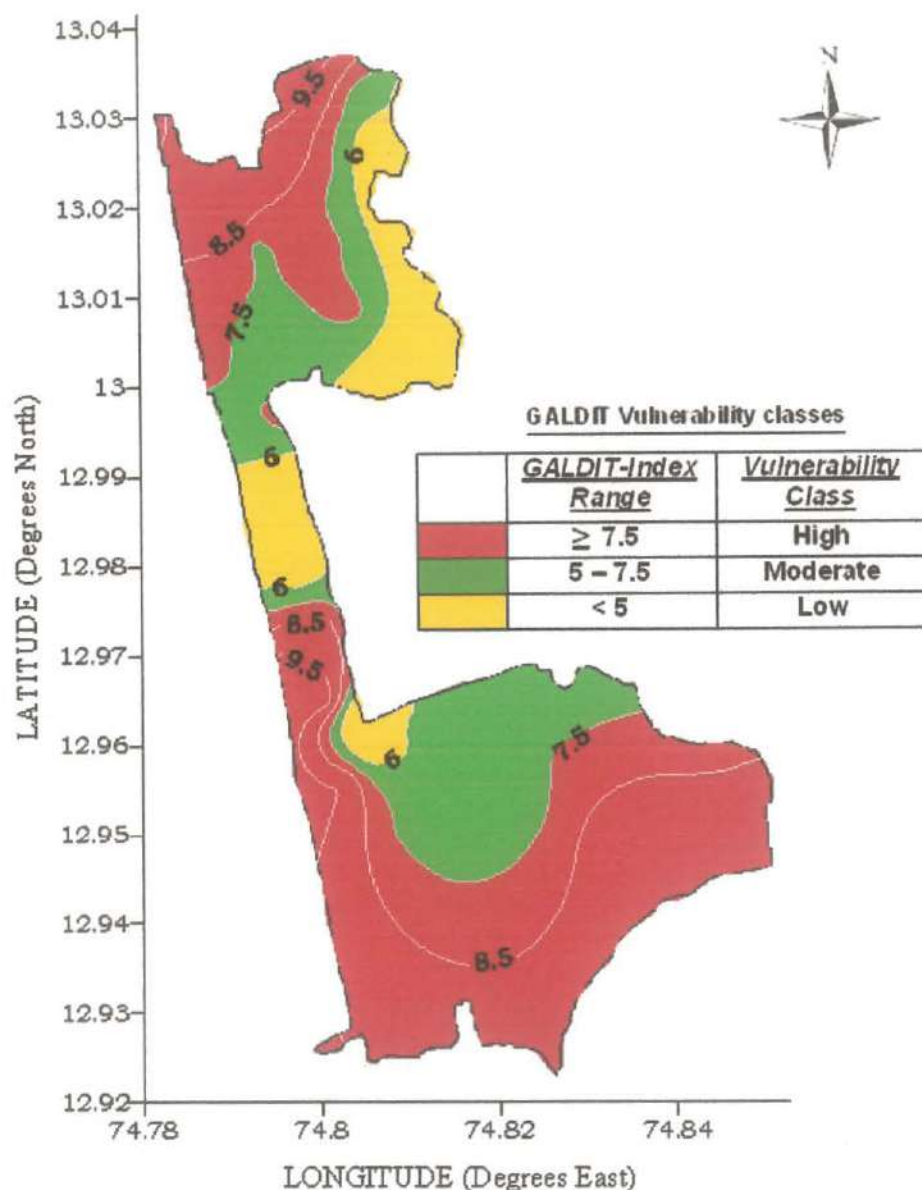 13.04
13.03
13.02
13.01
13
12.99
12.98
12.97
12.96
12.95
12.94
12.93
12.92
LATITUDE (Degrees North)
74.78 74.8 74.82 74.84
LONGITUDE (Degrees East)
N
9.5
6
8.5
7.5
6
6
8.5
9.5
6
7.5
8.5
GALDIT Vulnerability classes
GALDIT-Index Range Vulnerability Class
≥ 7.5 High
5 – 7.5 Moderate
< 5 Low